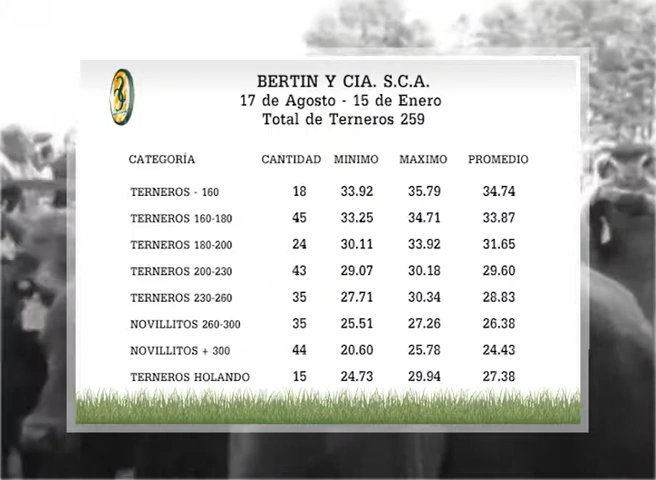 BERTIN Y CIA. S.C.A.
17 de Agosto - 15 de Enero
Total de Terneros 259
CATEGORÍA CANTIDAD MINIMO MAXIMO PROMEDIO
TERNEROS - 160 18 33.92 35.79 34.74
TERNEROS 160-180 45 33.25 34.71 33.87
TERNEROS 180-200 24 30.11 33.92 31.65
TERNEROS 200-230 43 29.07 30.18 29.60
TERNEROS 230-260 35 27.71 30.34 28.83
NOVILLITOS 260-300 35 25.51 27.26 26.38
NOVILLITOS + 300 44 20.60 25.78 24.43
TERNEROS HOLANDO 15 24.73 29.94 27.38